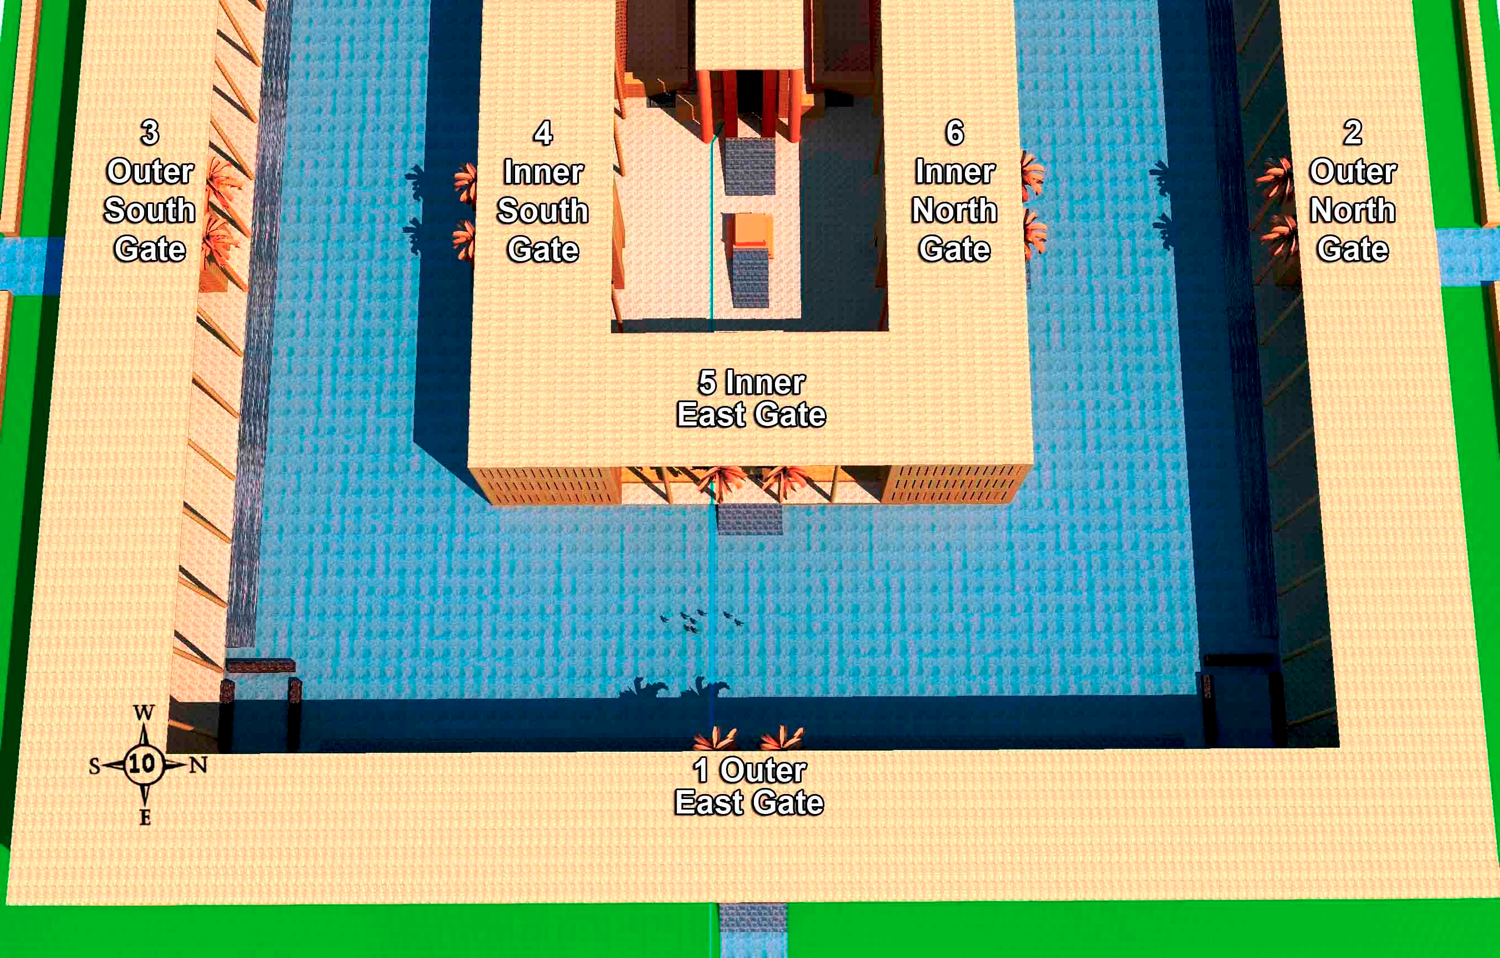 3
Outer
South
Gate
4
Inner
South
Gate
6
Inner
North
Gate
2
Outer
North
Gate
5 Inner
East Gate
W
S 10 N
E
1 Outer
East Gate